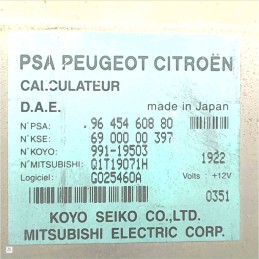 PSA PEUGEOT CITROËN
CALCULATEUR
D.A.E. made in Japan
N°PSA: .96 454 608 80
N°KSE: 69 000 00 397
N°KOYO: 991-19503
N°MITSUBISHI: Q1T19071H 1922
Logiciel: G025460A Volts +12V
0351
KOYO SEIKO CO.,LTD.
MITSUBISHI ELECTRIC CORP.